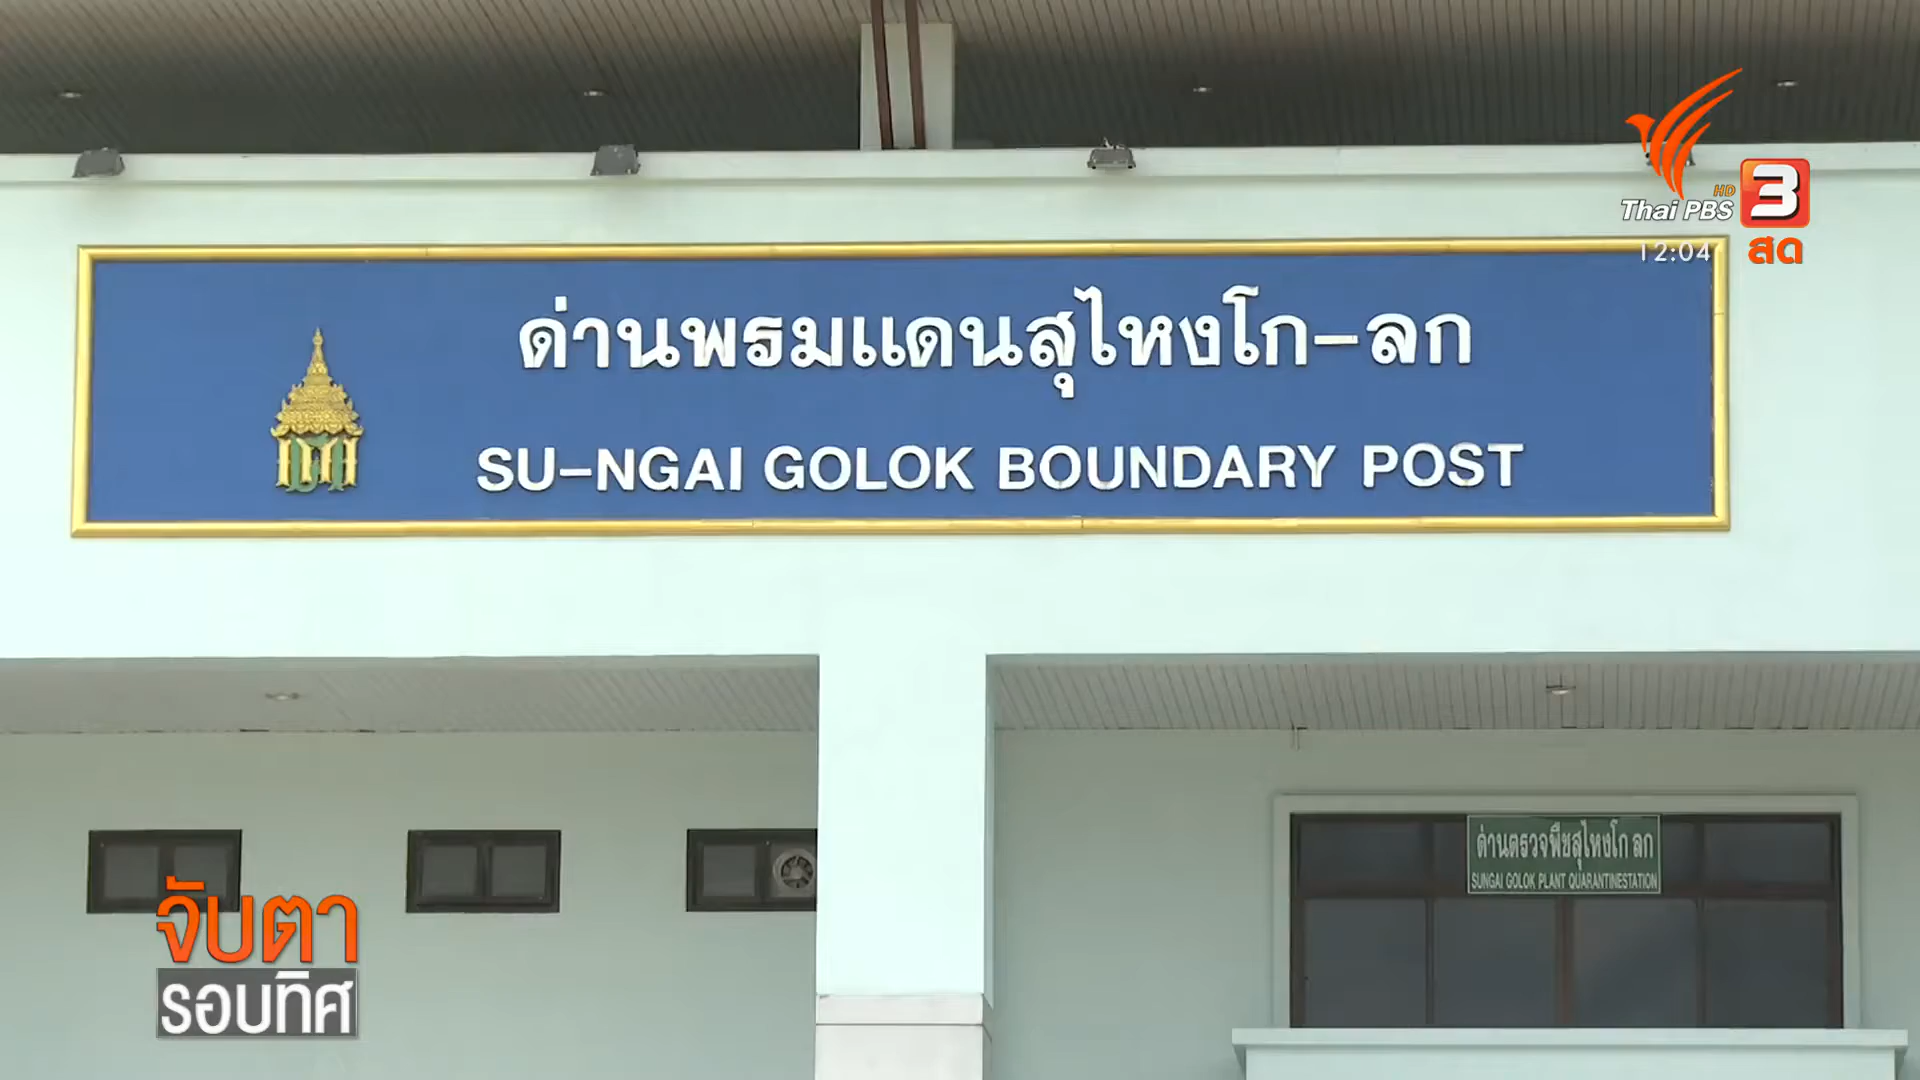 HD
Thai PBS 3
12:04 สด
ด่านพรมแดนสุไหงโก-ลก
SU-NGAI GOLOK BOUNDARY POST
ด่านตรวจพืชสุไหงโก ลก
SUNGAI GOLOK PLANT QUARANTINESTATION
จับตา
รอบทิศ